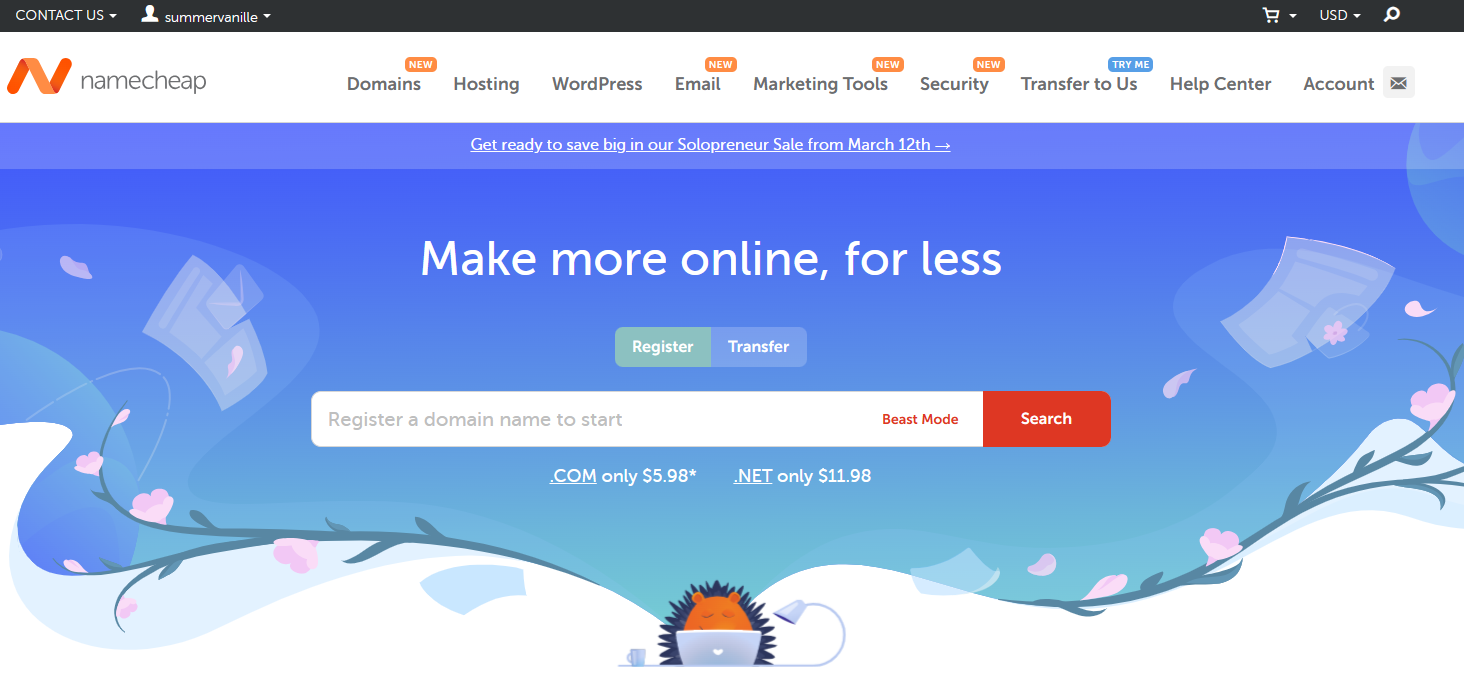 CONTACT US summervanille USD
NEW NEW NEW NEW TRY ME
namecheap Domains Hosting WordPress Email Marketing Tools Security Transfer to Us Help Center Account
Get ready to save big in our Solopreneur Sale from March 12th →
Make more online, for less
Register Transfer
Register a domain name to start Beast Mode Search
.COM only $5.98* .NET only $11.98